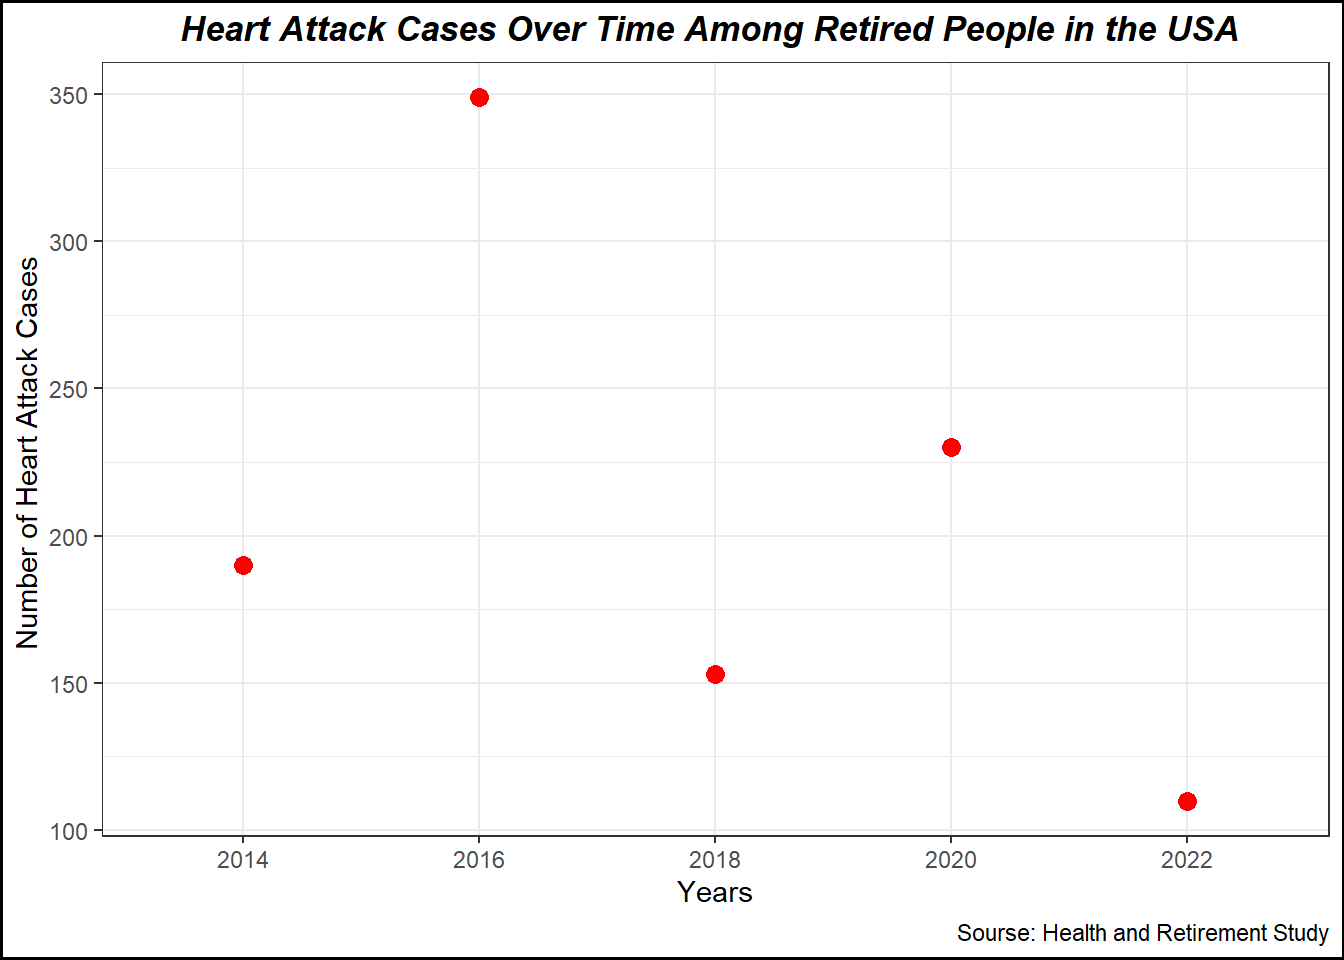 Heart Attack Cases Over Time Among Retired People in the USA
350
300
250
200
150
100
Number of Heart Attack Cases
2014 2016 2018 2020 2022
Years
Sourse: Health and Retirement Study